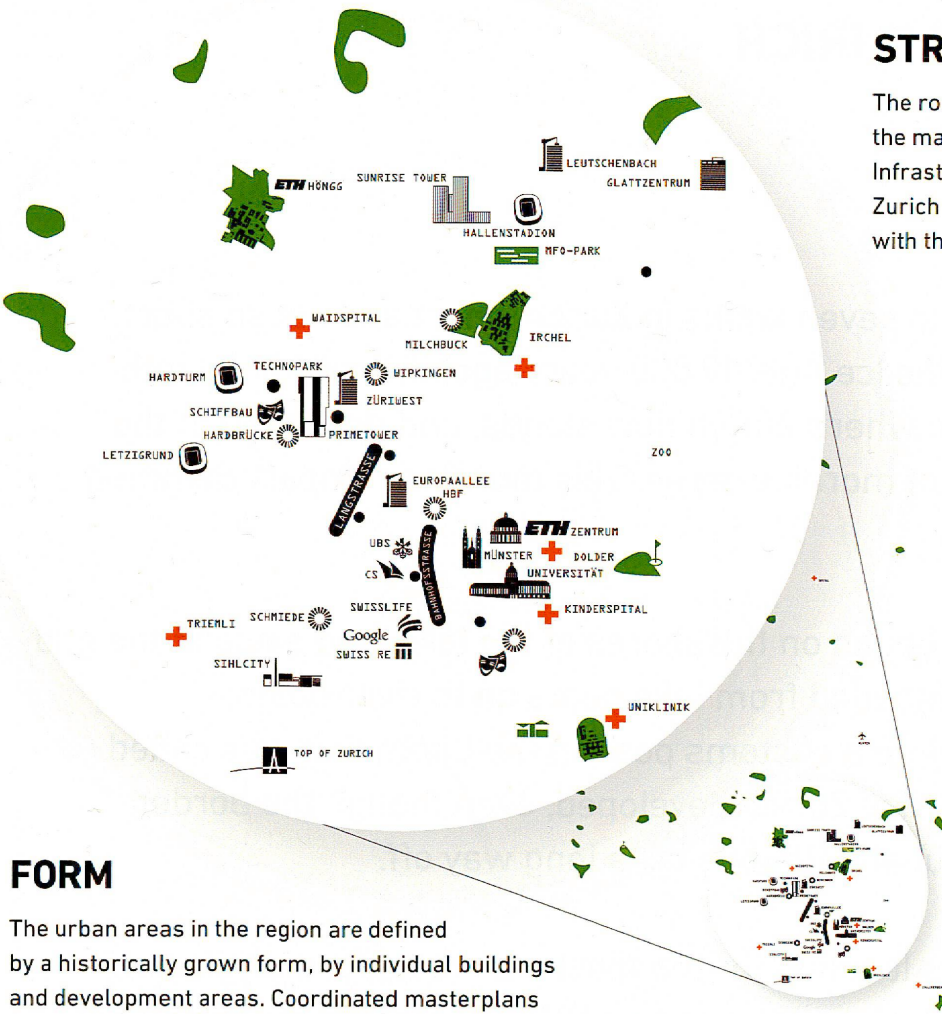 STR
The ro
the ma
Infrast
Zurich
with th
LEUTSCHENBACH
SUNRISE TOWER
GLATTZENTRUM
ETH HÖNGG
HALLENSTADION
MFO-PARK
WAIDSPITAL
IRCHEL
MILCHBUCK
TECHNOPARK
WIPKINGEN
HARDTURM
ZÜRIWEST
SCHIFFBAU
HARDBRÜCKE
PRIMETOWER
LETZIGRUND
ZOO
LANGSTRASSE
EUROPAALLEE
HBF
ETH ZENTRUM
UBS
MÜNSTER
DOLDER
CS
BAHNHOFSSTRASSE
UNIVERSITÄT
SWISSLIFE
KINDERSPITAL
SCHMIEDE
TRIEMLI
Google
SWISS RE
SIHLCITY
UNIKLINIK
TOP OF ZURICH
FORM
The urban areas in the region are defined
by a historically grown form, by individual buildings
and development areas. Coordinated masterplans